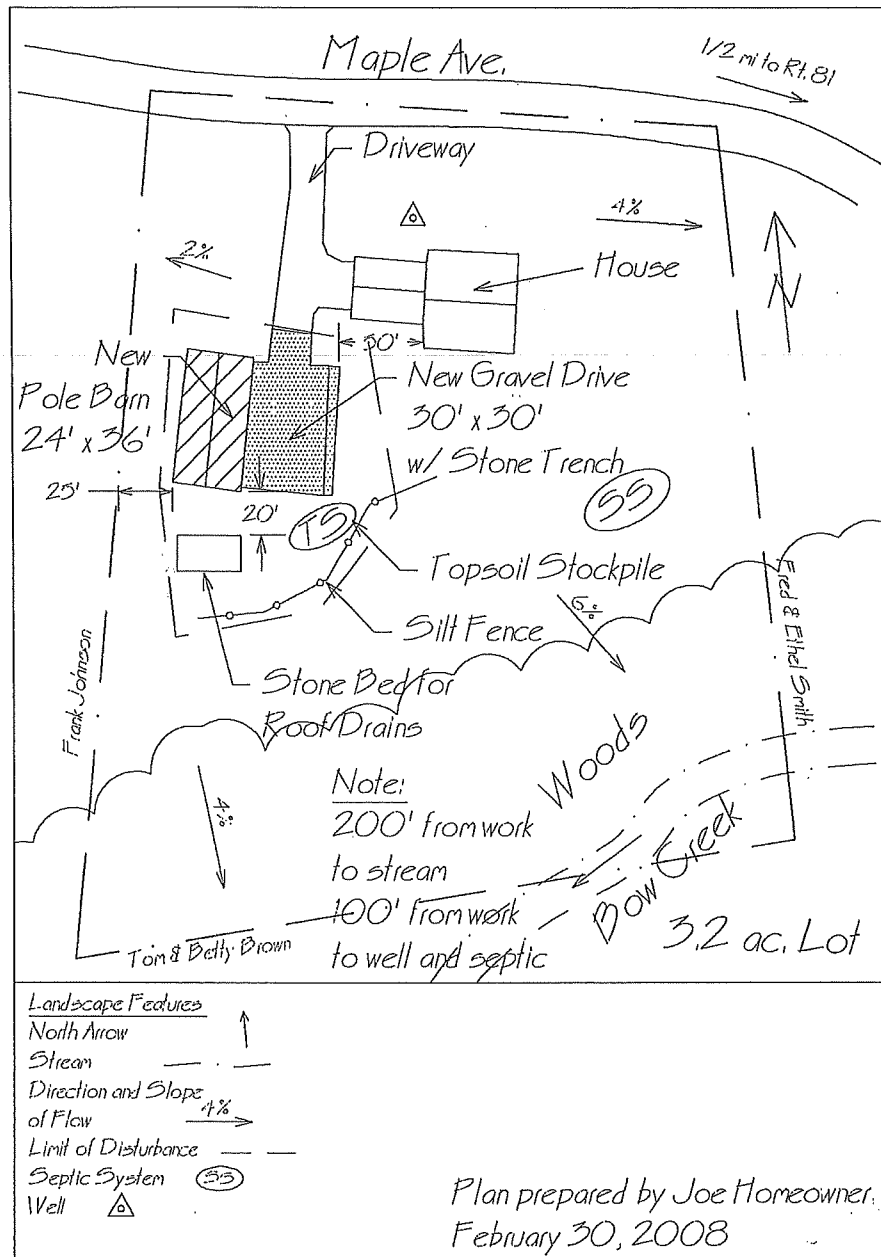 Maple Ave.
1/2 mi to Rt. 81
Driveway
4%
2%
House
30'
New
Pole Barn
24' x 36'
New Gravel Drive
30' x 30'
w/ Stone Trench
25'
20'
TS
SS
Topsoil Stockpile
Silt Fence
Stone Bed for
Roof Drains
Frank Johnson
Fred & Ethel Smith
Woods
4%
Note:
200' from work
to stream
100' from work
to well and septic
Bow Creek
3.2 ac. Lot
Tom & Betty Brown
Landscape Features
North Arrow
Stream
Direction and Slope
of Flow
4%
Limit of Disturbance
Septic System
SS
Well
Plan prepared by Joe Homeowner.
February 30, 2008